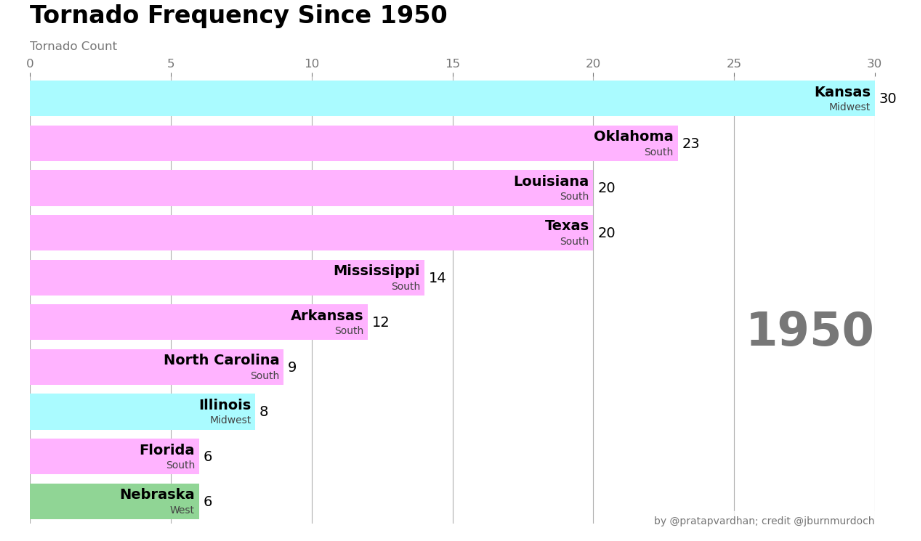 Tornado Frequency Since 1950
Tornado Count
0 5 10 15 20 25 30
Kansas
Midwest
30
Oklahoma
South
23
Louisiana
South
20
Texas
South
20
Mississippi
South
14
Arkansas
South
12
1950
North Carolina
South
9
Illinois
Midwest
8
Florida
South
6
Nebraska
West
6
by @pratapvardhan; credit @jburnmurdoch